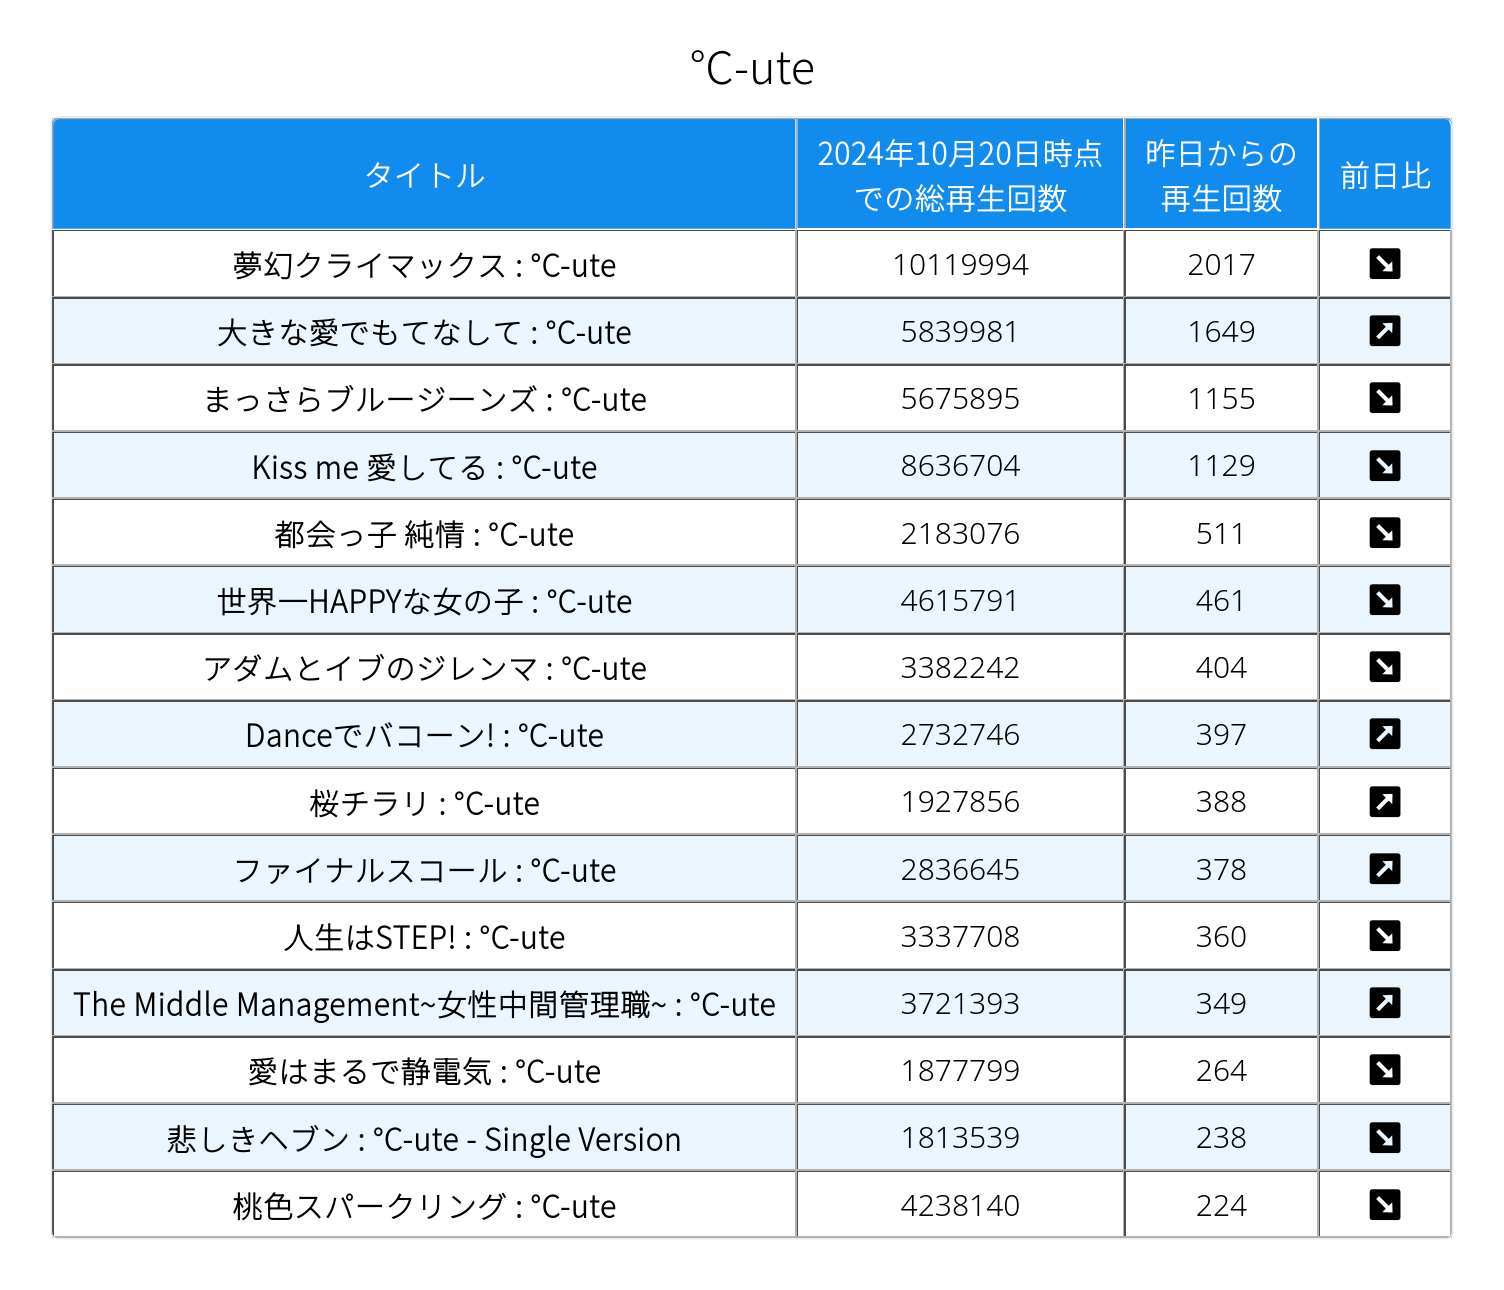 ℃-ute
タイトル 2024年10月20日時点での総再生回数 昨日からの再生回数 前日比
夢幻クライマックス : ℃-ute 10119994 2017 ↘
大きな愛でもてなして : ℃-ute 5839981 1649 ↗
まっさらブルージーンズ : ℃-ute 5675895 1155 ↘
Kiss me 愛してる : ℃-ute 8636704 1129 ↘
都会っ子 純情 : ℃-ute 2183076 511 ↘
世界一HAPPYな女の子 : ℃-ute 4615791 461 ↘
アダムとイブのジレンマ : ℃-ute 3382242 404 ↘
Danceでバコーン! : ℃-ute 2732746 397 ↗
桜チラリ : ℃-ute 1927856 388 ↗
ファイナルスコール : ℃-ute 2836645 378 ↗
人生はSTEP! : ℃-ute 3337708 360 ↘
The Middle Management~女性中間管理職~ : ℃-ute 3721393 349 ↗
愛はまるで静電気 : ℃-ute 1877799 264 ↘
悲しきヘブン : ℃-ute - Single Version 1813539 238 ↘
桃色スパークリング : ℃-ute 4238140 224 ↘